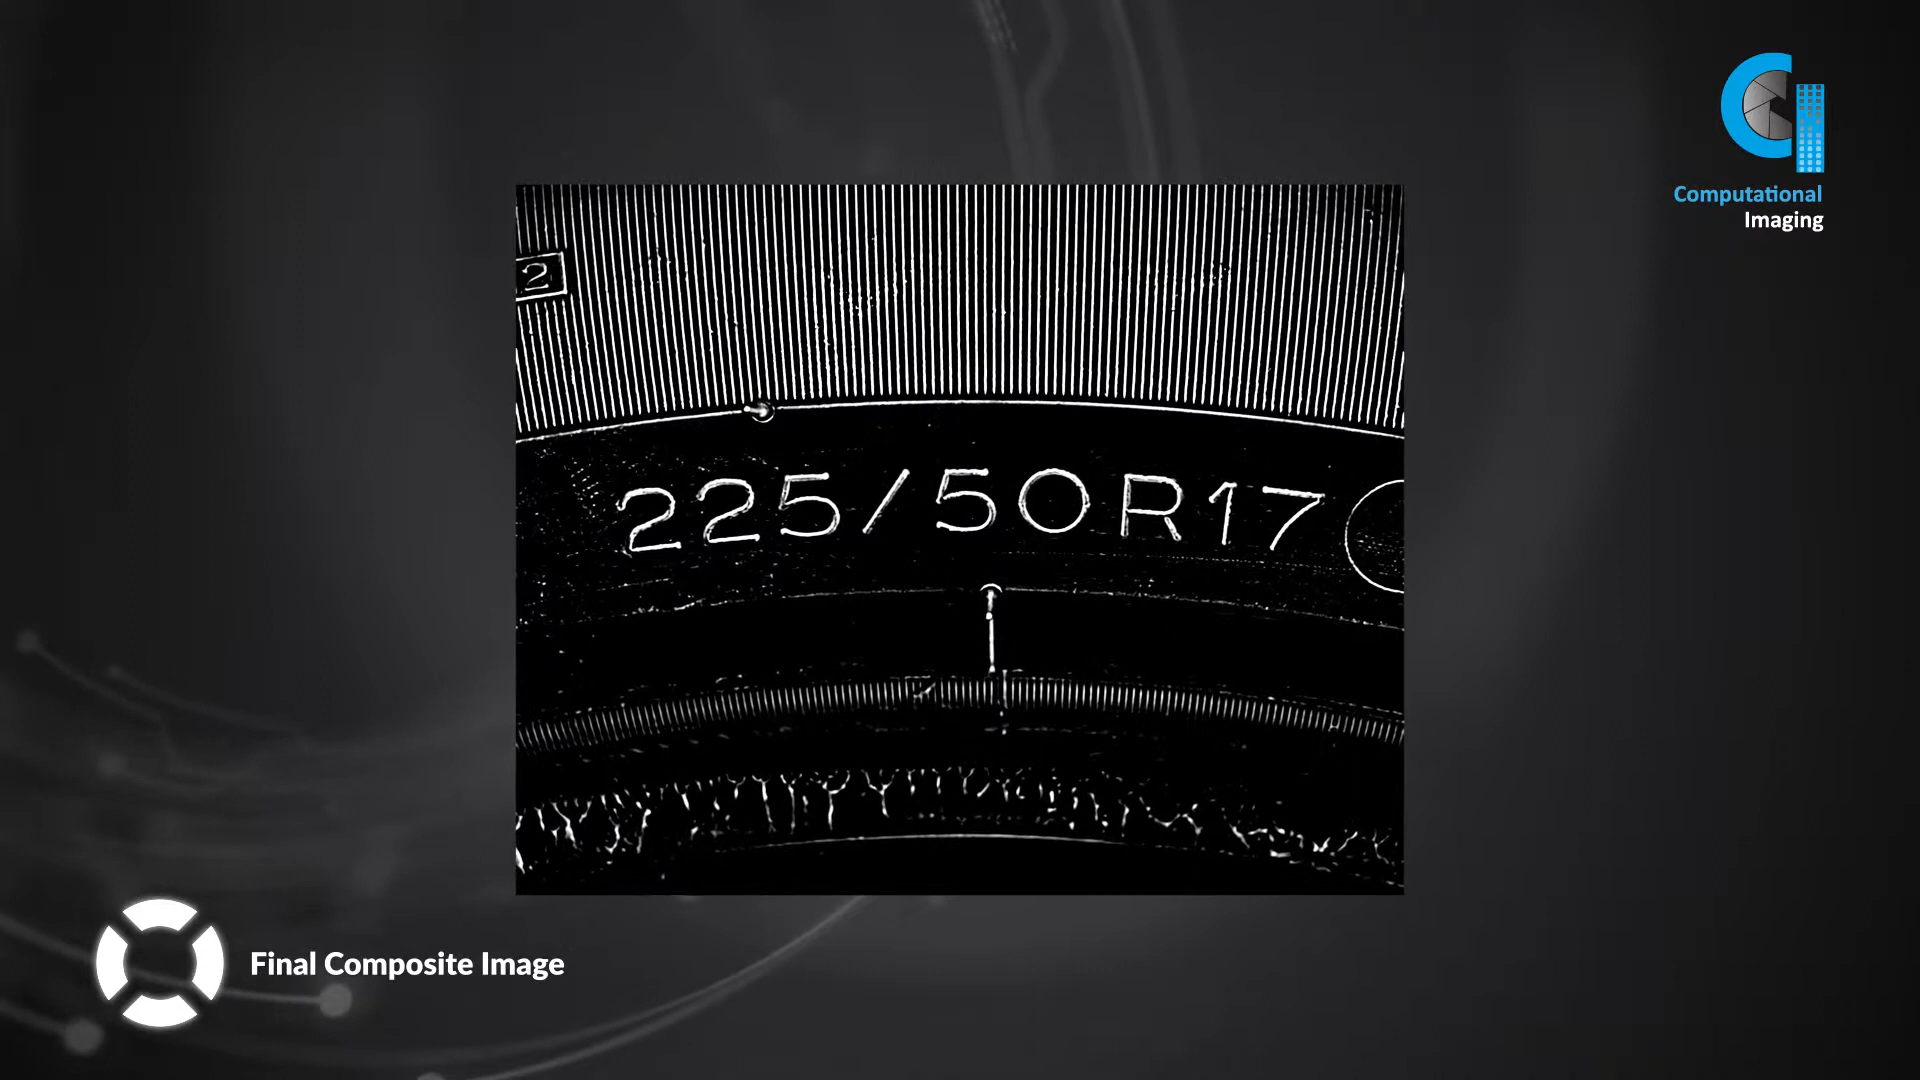 Computational
Imaging
2
225/50R17
Final Composite Image